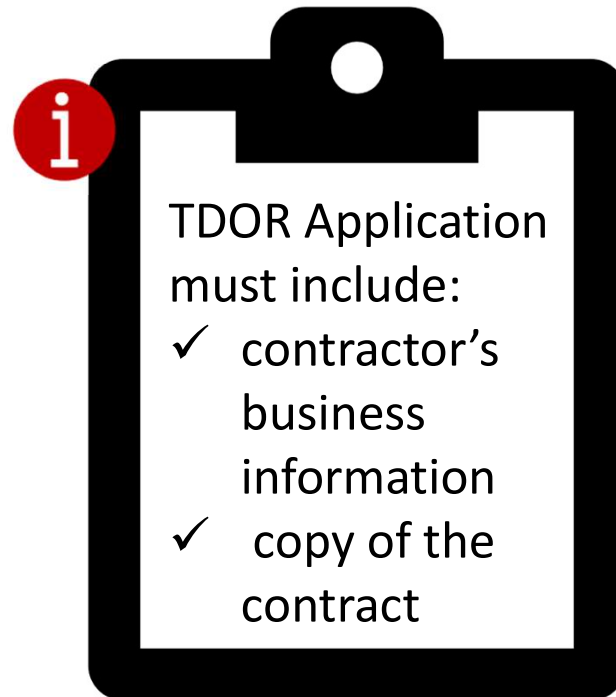 i
TDOR Application
must include:
✓ contractor’s
business
information
✓ copy of the
contract